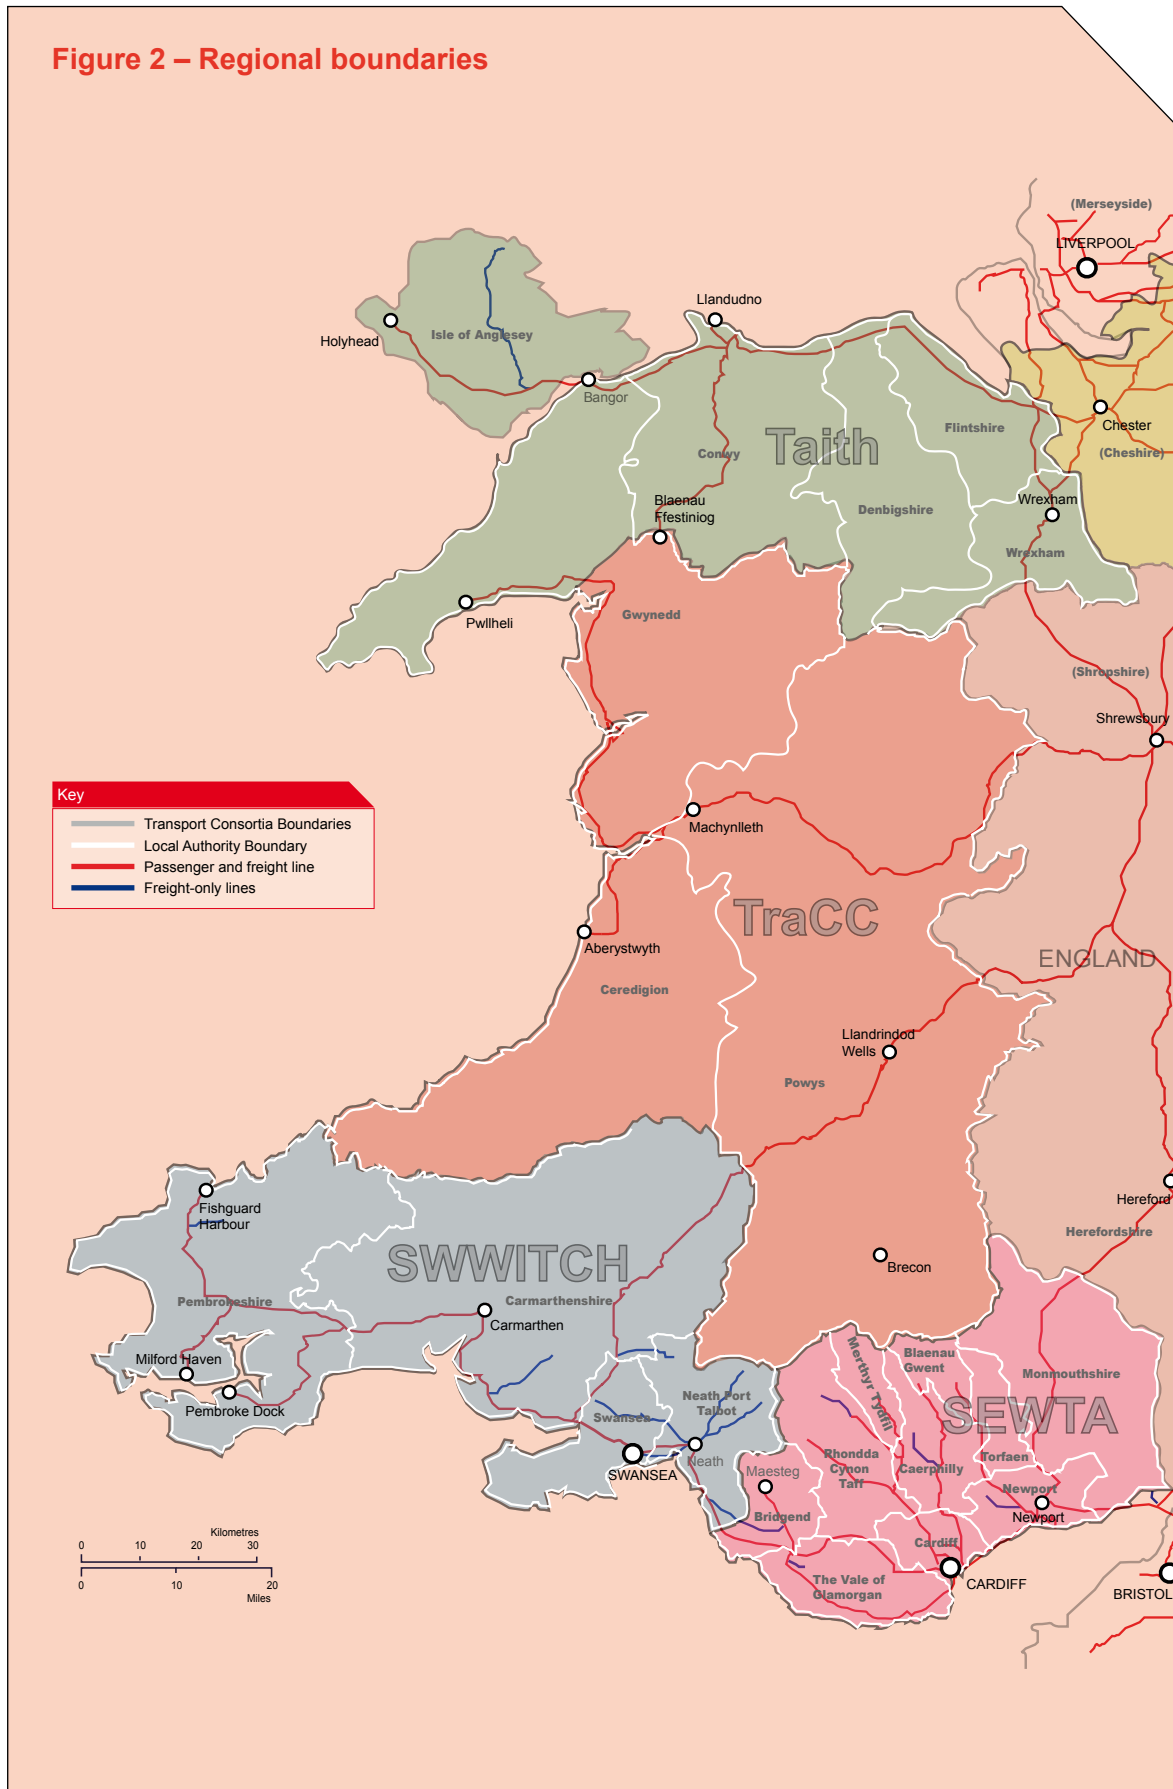 Figure 2 – Regional boundaries
(Merseyside)
LIVERPOOL
Llandudno
Holyhead
Isle of Anglesey
Bangor
Chester
(Cheshire)
Flintshire
Taith
Conwy
Blaenau
Ffestiniog
Denbigshire
Wrexham
Wrexham
Pwllheli
Gwynedd
(Shropshire)
Shrewsbury
Key
Transport Consortia Boundaries
Local Authority Boundary
Passenger and freight line
Freight-only lines
Machynlleth
TraCC
Aberystwyth
ENGLAND
Ceredigion
Llandrindod
Wells
Powys
Fishguard
Harbour
Hereford
Herefordshire
SWWITCH
Brecon
Pembrokeshire
Carmarthenshire
Carmarthen
Milford Haven
Pembroke Dock
Merthyr Tydfil
Blaenau
Gwent
Monmouthshire
Neath Port
Talbot
Swansea
SEWTA
SWANSEA
Neath
Maesteg
Rhondda
Cynon
Taff
Caerphilly
Torfaen
Newport
Newport
Bridgend
Cardiff
CARDIFF
The Vale of
Glamorgan
BRISTOL
Kilometres
0 10 20 30
0 10 20
Miles